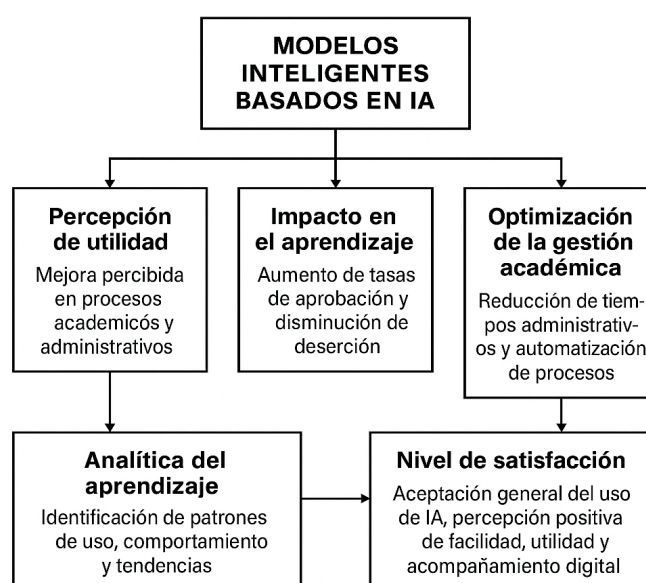 MODELOS
INTELIGENTES
BASADOS EN IA
Percepción
de utilidad
Mejora percibida
en procesos
academicós y
administrativos
Impacto en
el aprendizaje
Aumento de tasas
de aprobación y
disminución de
deserción
Optimización
de la gestión
académica
Reducción de tiem-
pos administrativ-
os y automatización
de procesos
Analítica del
aprendizaje
Identificación de patrones
de uso, comportamiento
y tendencias
Nivel de satisfacción
Aceptación general del uso
de IA, percepción positiva
de facilidad, utilidad y
acompañamiento digital